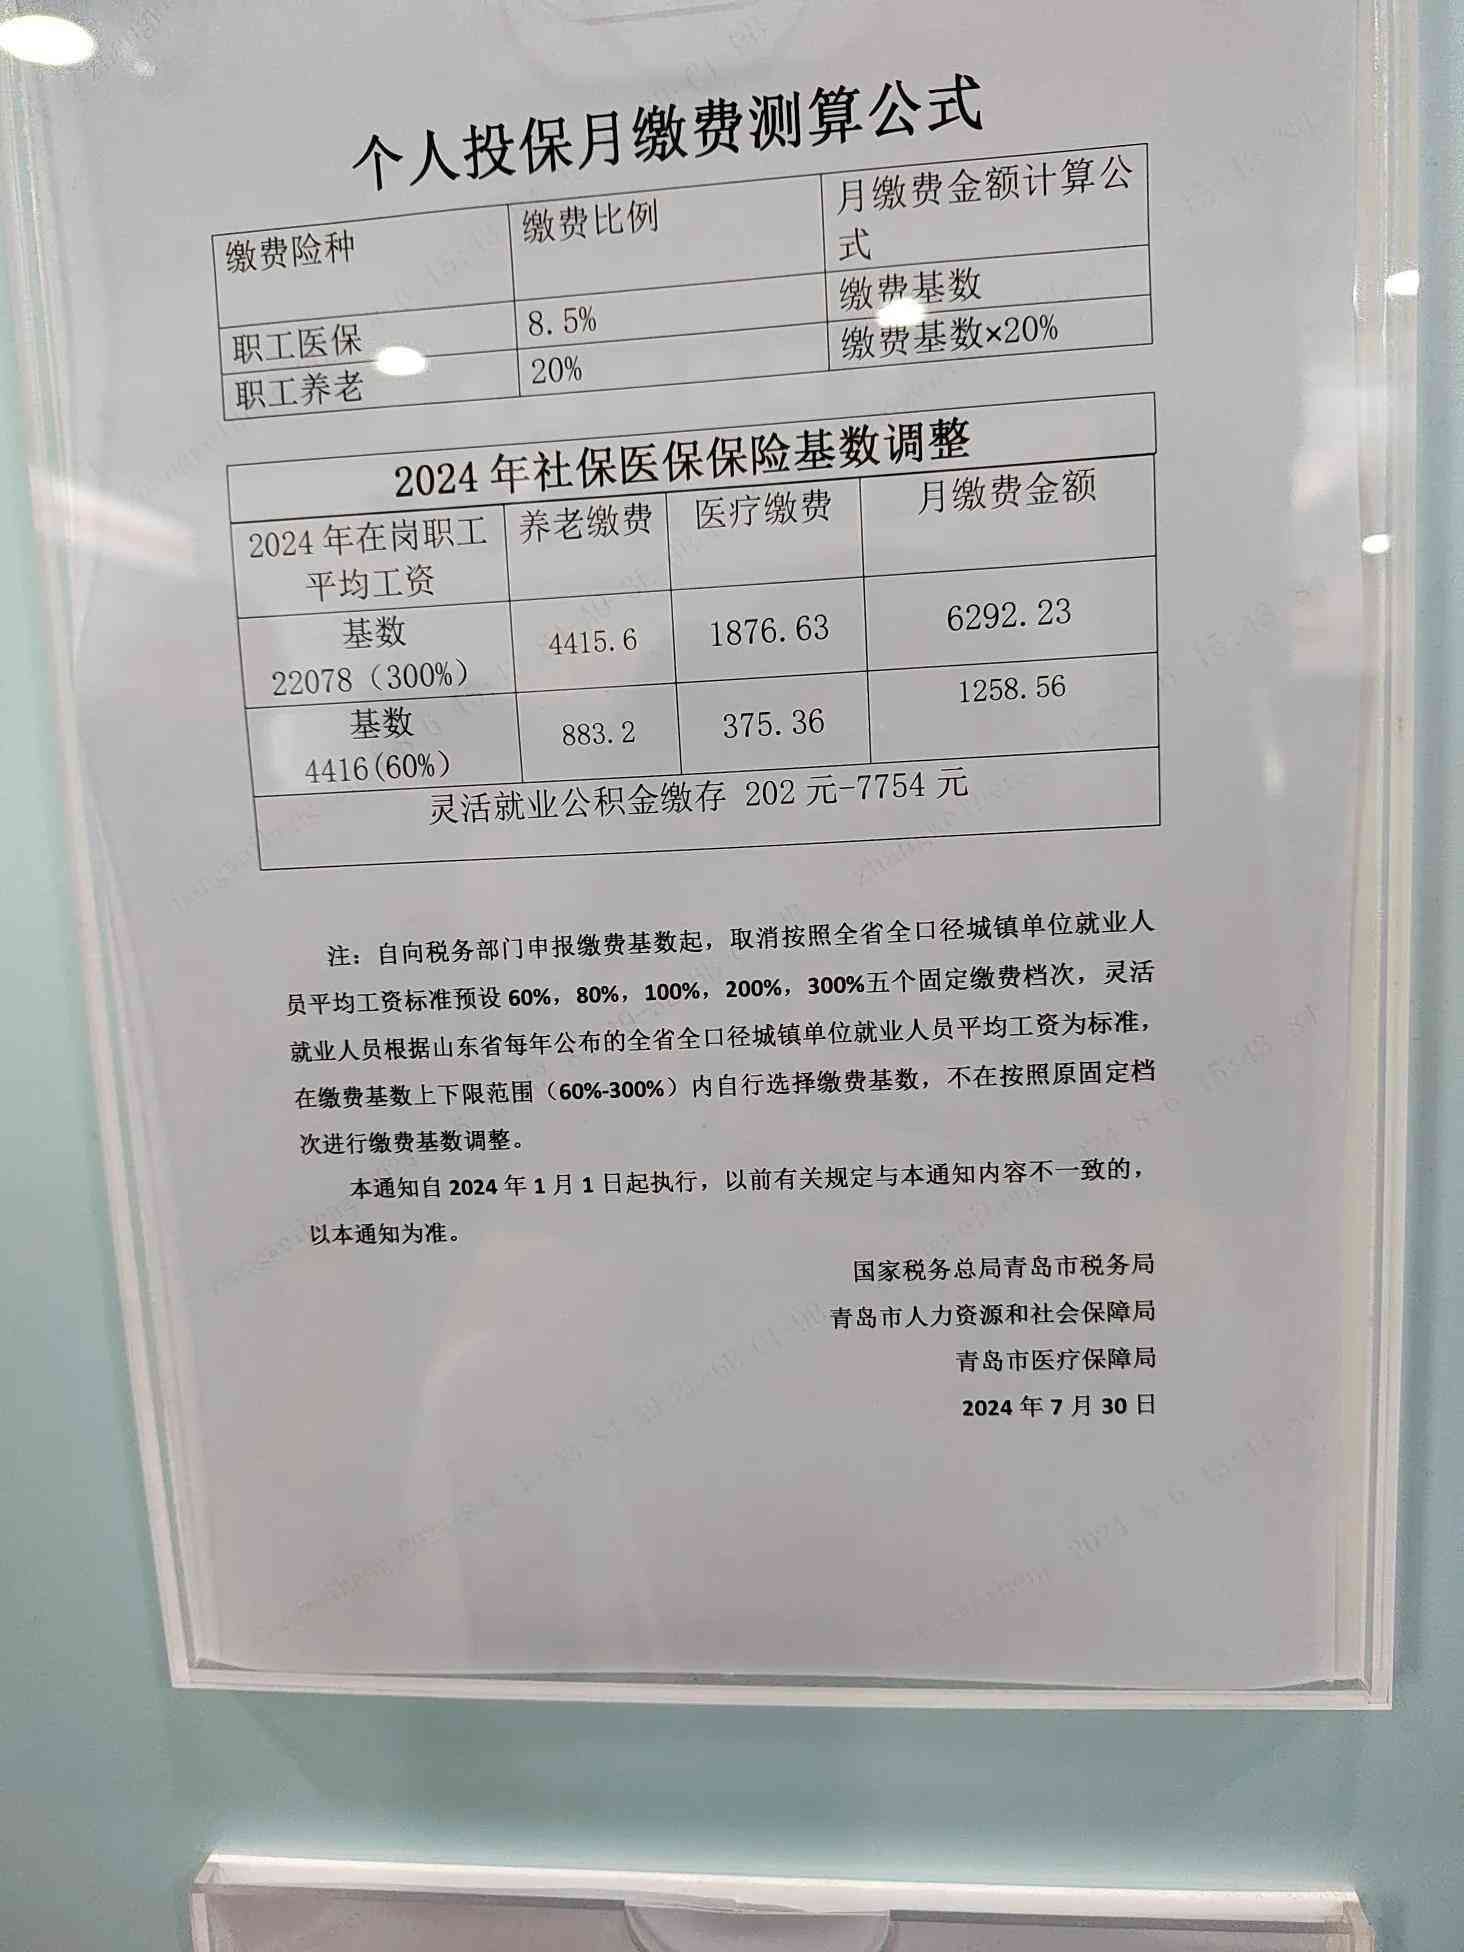 个人投保月缴费测算公式
缴费险种 缴费比例 月缴费金额计算公
式
职工医保 8.5% 缴费基数
职工养老 20% 缴费基数×20%
2024年社保医保保险基数调整
2024年在岗职工 养老缴费 医疗缴费 月缴费金额
平均工资
基数
22078（300%） 4415.6 1876.63 6292.23
基数
4416(60%) 883.2 375.36 1258.56
灵活就业公积金缴存 202元-7754元
注：自向税务部门申报缴费基数起，取消按照全省全口径城镇单位就业人
员平均工资标准预设60%，80%，100%，200%，300%五个固定缴费档次，灵活
就业人员根据山东省每年公布的全省全口径城镇单位就业人员平均工资为标准，
在缴费基数上下限范围（60%-300%）内自行选择缴费基数，不在按照原固定档
次进行缴费基数调整。
本通知自2024年1月1日起执行，以前有关规定与本通知内容不一致的，
以本通知为准。
国家税务总局青岛市税务局
青岛市人力资源和社会保障局
青岛市医疗保障局
2024年7月30日